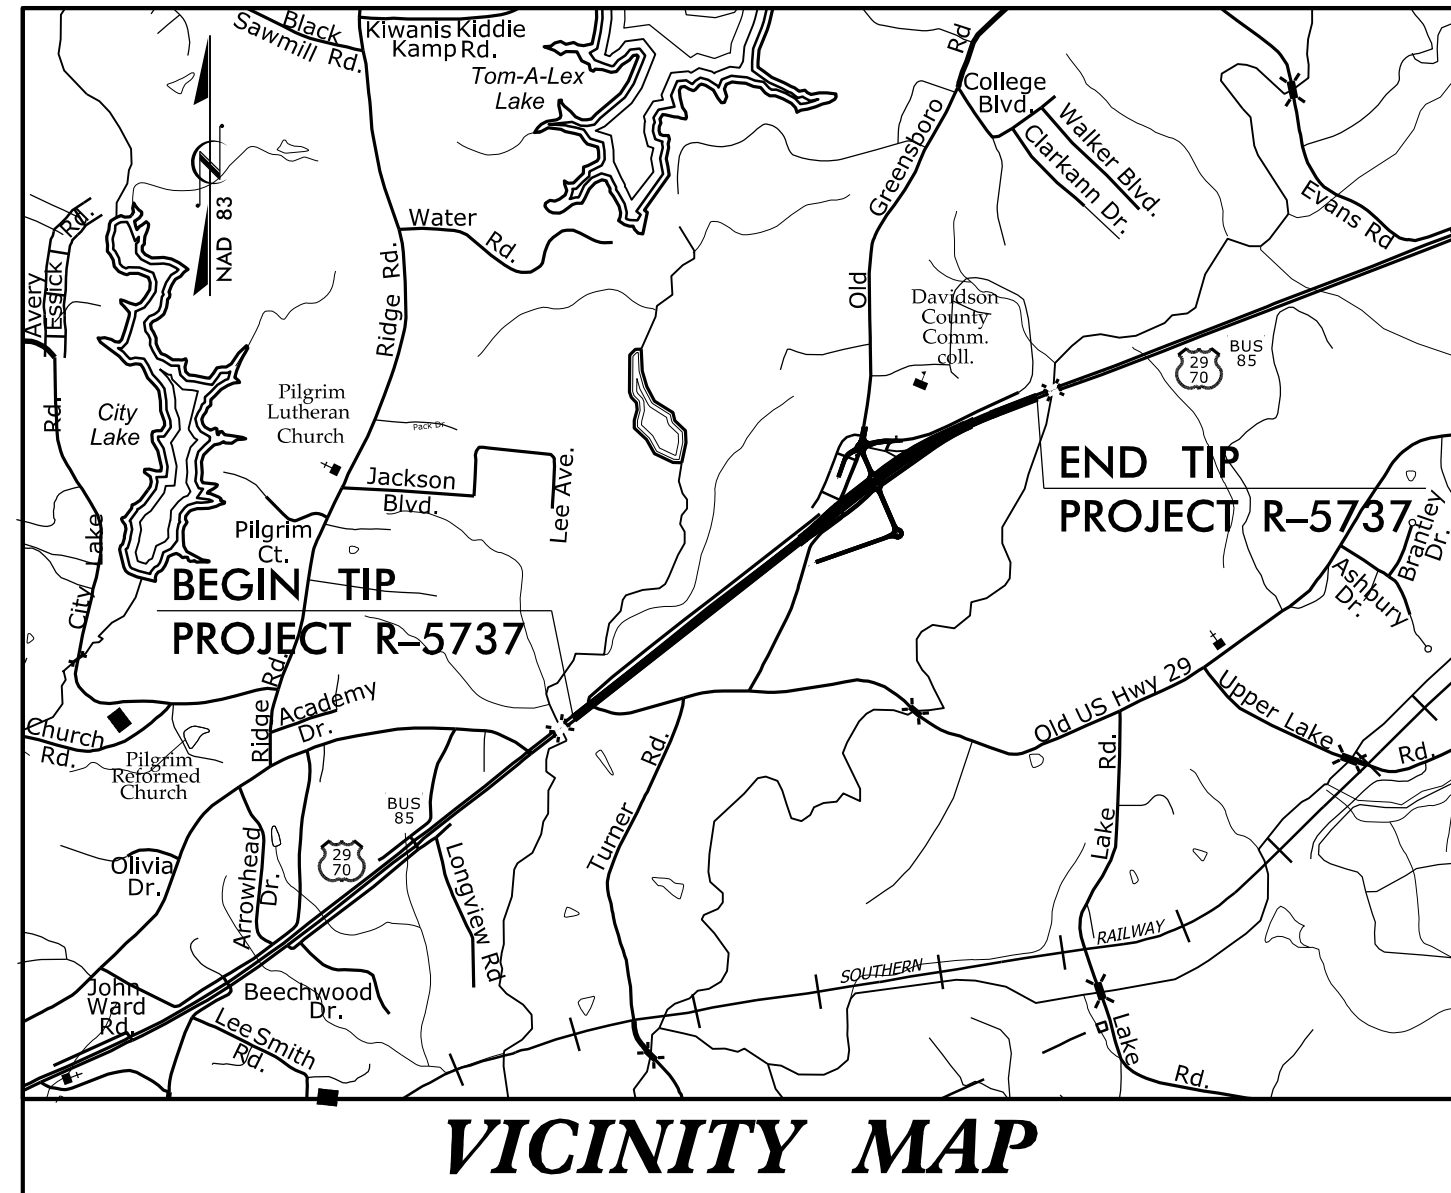 Black
Sawmill Rd.
Kiwanis Kiddie
Kamp Rd.
Tom-A-Lex
Lake
Rd
College
Blvd.
Walker Blvd.
Clarkann Dr.
Greensboro
Old
Evans Rd
NAD 83
Essick
Rd.
Avery
Rd.
Water
Rd.
Ridge Rd.
Davidson
County
Comm.
coll.
29
70
BUS
85
City
Lake
Pilgrim
Lutheran
Church
Pack Dr
Jackson
Blvd.
Lee Ave.
Pilgrim
Ct.
City Lake
END TIP
PROJECT R–5737
Brantley
Dr.
Ashbury
Dr.
BEGIN TIP
PROJECT R–5737
Ridge Rd.
Academy
Dr.
Church
Rd.
Pilgrim
Reformed
Church
Old US Hwy 29
Upper Lake
Rd.
Turner Rd.
Lake Rd.
BUS
85
29
70
Olivia
Dr.
Arrowhead
Dr.
Longview Rd
SOUTHERN
RAILWAY
John
Ward
Rd.
Beechwood
Dr.
Lee Smith
Rd.
Lake
Rd.
VICINITY MAP